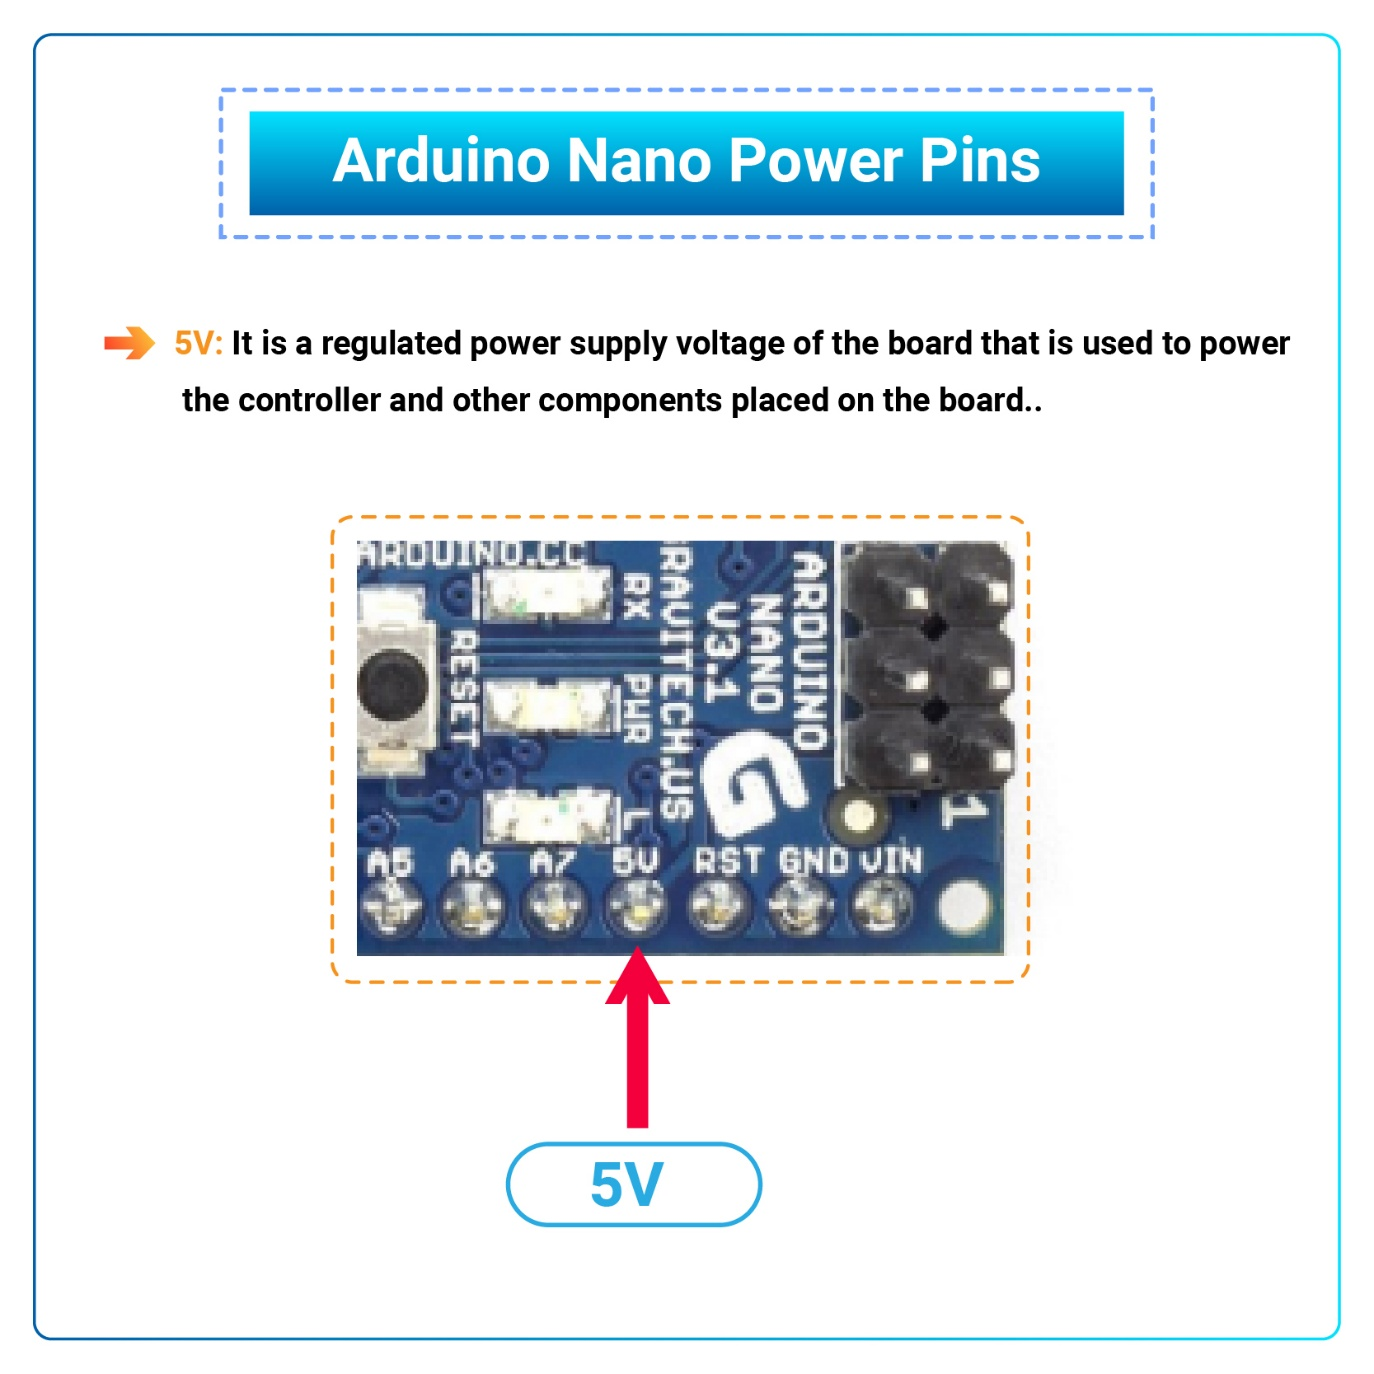 Arduino Nano Power Pins
5V: It is a regulated power supply voltage of the board that is used to power
the controller and other components placed on the board..
ARDUINO.CC
RX
RESET
PWR
L
RAVITECH.US
V3.1
NANO
ARDUINO
G
1
A5 A6 A7 5V RST GND VIN
5V